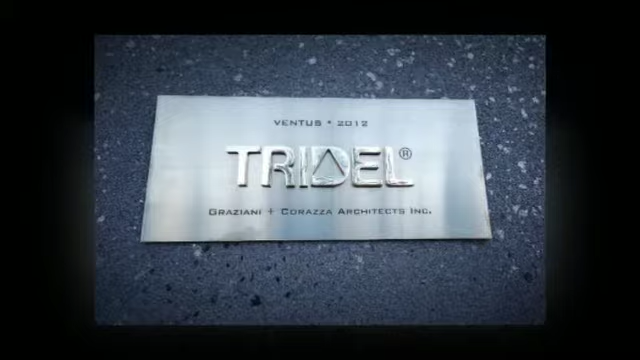 VENTUS • 2012
TRIDEL®
GRAZIANI + CORAZZA ARCHITECTS INC.